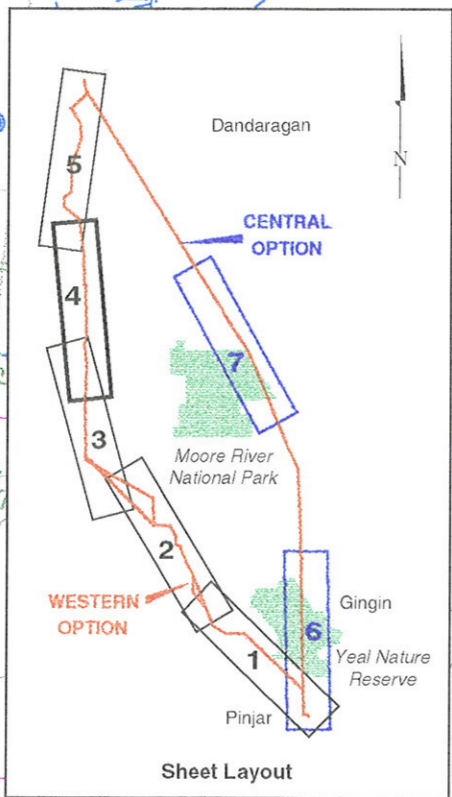 Dandaragan
N
5
CENTRAL
OPTION
4
7
3
Moore River
National Park
2
WESTERN
OPTION
Gingin
6
1
Yeal Nature
Reserve
Pinjar
Sheet Layout